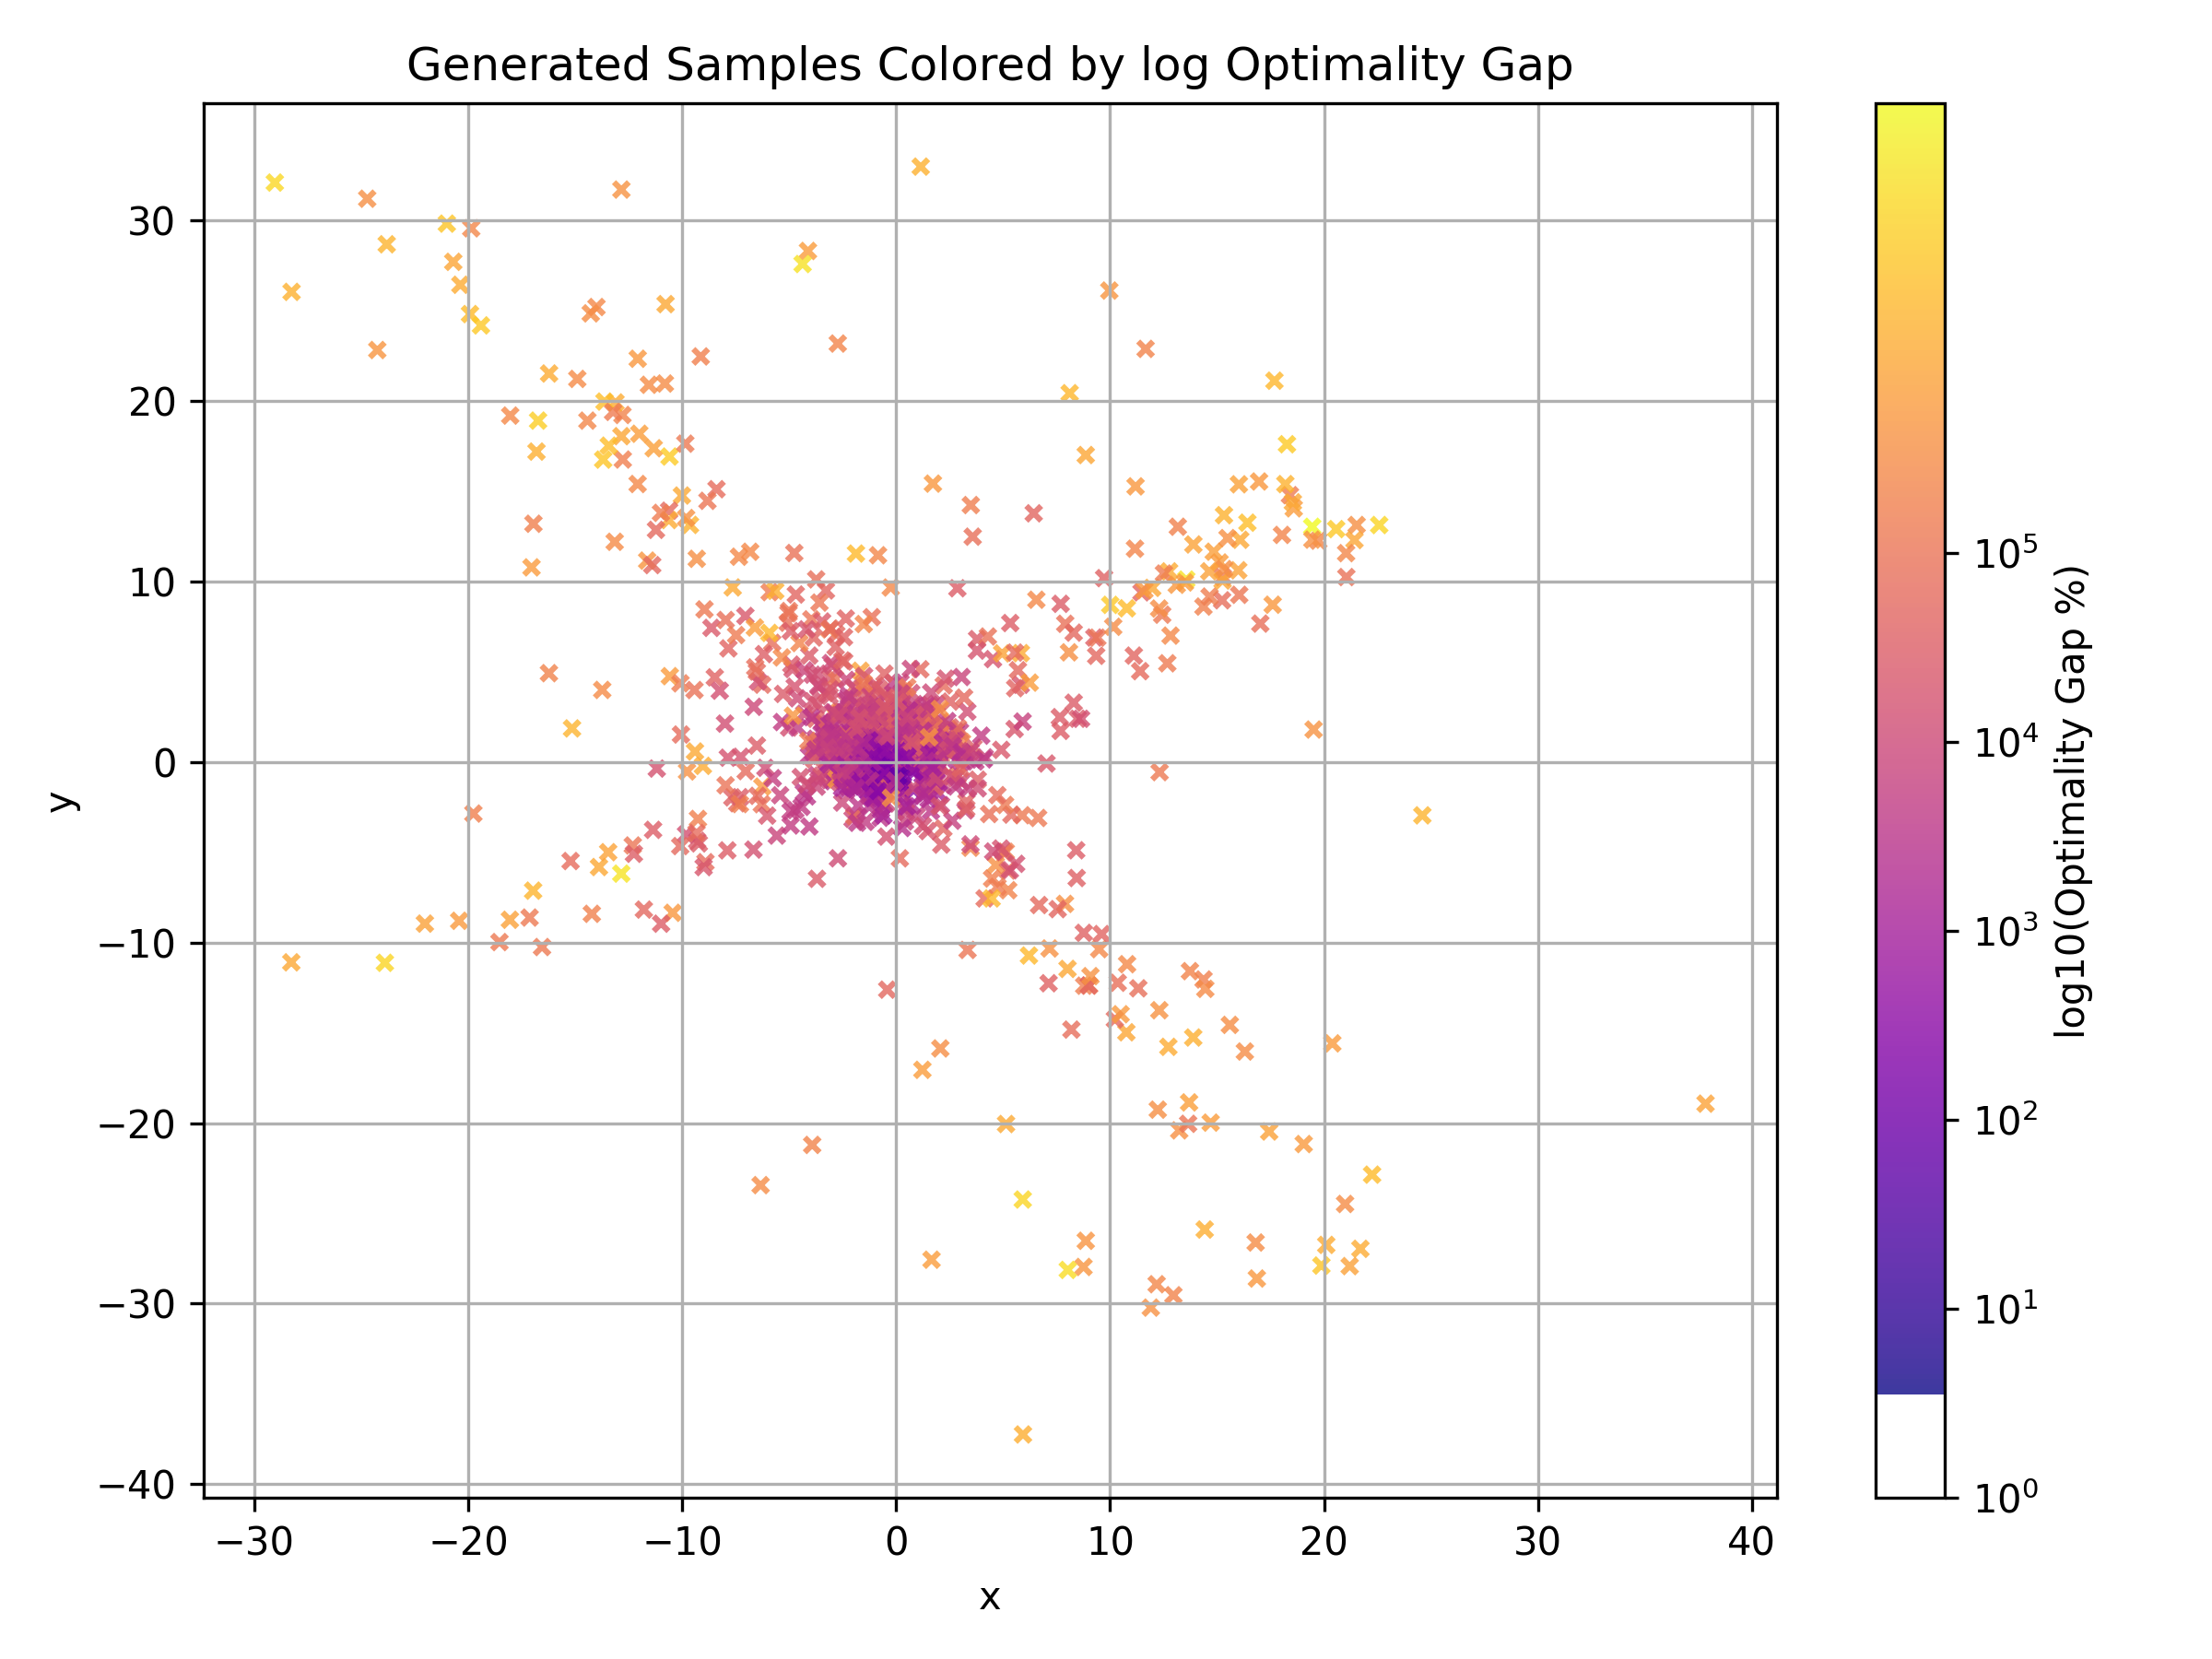 Generated Samples Colored by log Optimality Gap
30
20
10
0
−10
−20
−30
−40
y
−30 −20 −10 0 10 20 30 40
x
10⁵
10⁴
10³
10²
10¹
10⁰
log10(Optimality Gap %)